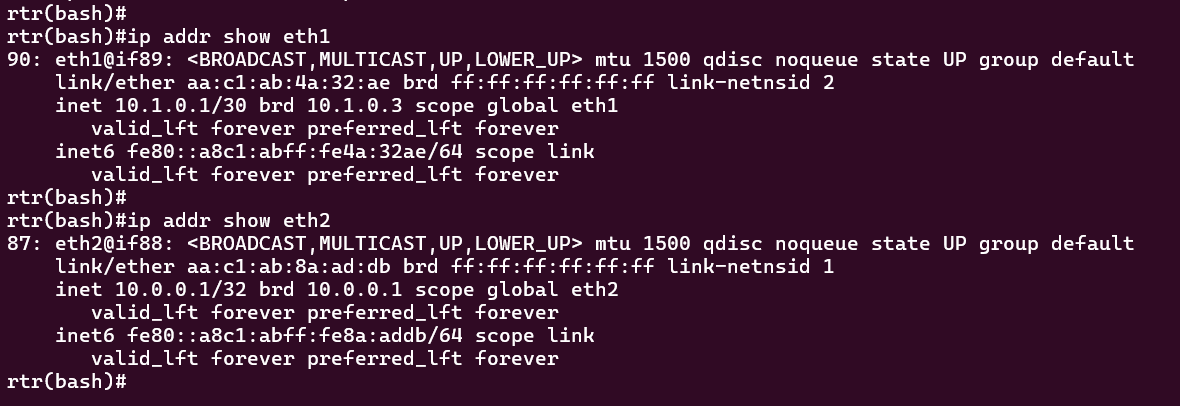 rtr(bash)#
rtr(bash)#ip addr show eth1
90: eth1@if89: <BROADCAST,MULTICAST,UP,LOWER_UP> mtu 1500 qdisc noqueue state UP group default
    link/ether aa:c1:ab:4a:32:ae brd ff:ff:ff:ff:ff:ff link-netnsid 2
    inet 10.1.0.1/30 brd 10.1.0.3 scope global eth1
       valid_lft forever preferred_lft forever
    inet6 fe80::a8c1:abff:fe4a:32ae/64 scope link
       valid_lft forever preferred_lft forever
rtr(bash)#
rtr(bash)#ip addr show eth2
87: eth2@if88: <BROADCAST,MULTICAST,UP,LOWER_UP> mtu 1500 qdisc noqueue state UP group default
    link/ether aa:c1:ab:8a:ad:db brd ff:ff:ff:ff:ff:ff link-netnsid 1
    inet 10.0.0.1/32 brd 10.0.0.1 scope global eth2
       valid_lft forever preferred_lft forever
    inet6 fe80::a8c1:abff:fe8a:addb/64 scope link
       valid_lft forever preferred_lft forever
rtr(bash)#